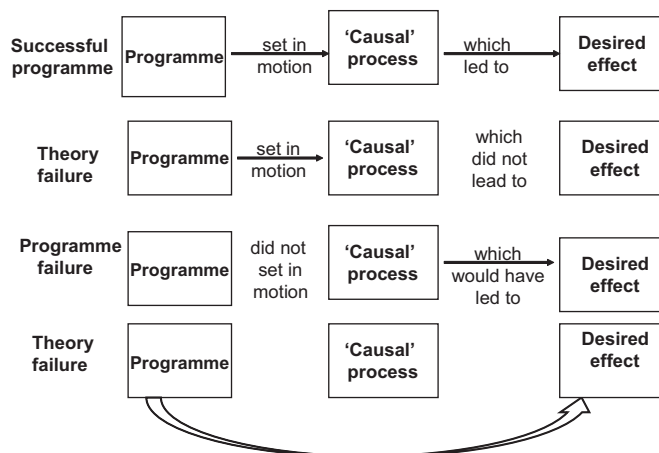 Successful
programme
Programme
set in
motion
‘Causal’
process
which
led to
Desired
effect
Theory
failure
Programme
set in
motion
‘Causal’
process
which
did not
lead to
Desired
effect
Programme
failure
Programme
did not
set in
motion
‘Causal’
process
which
would have
led to
Desired
effect
Theory
failure
Programme
‘Causal’
process
Desired
effect